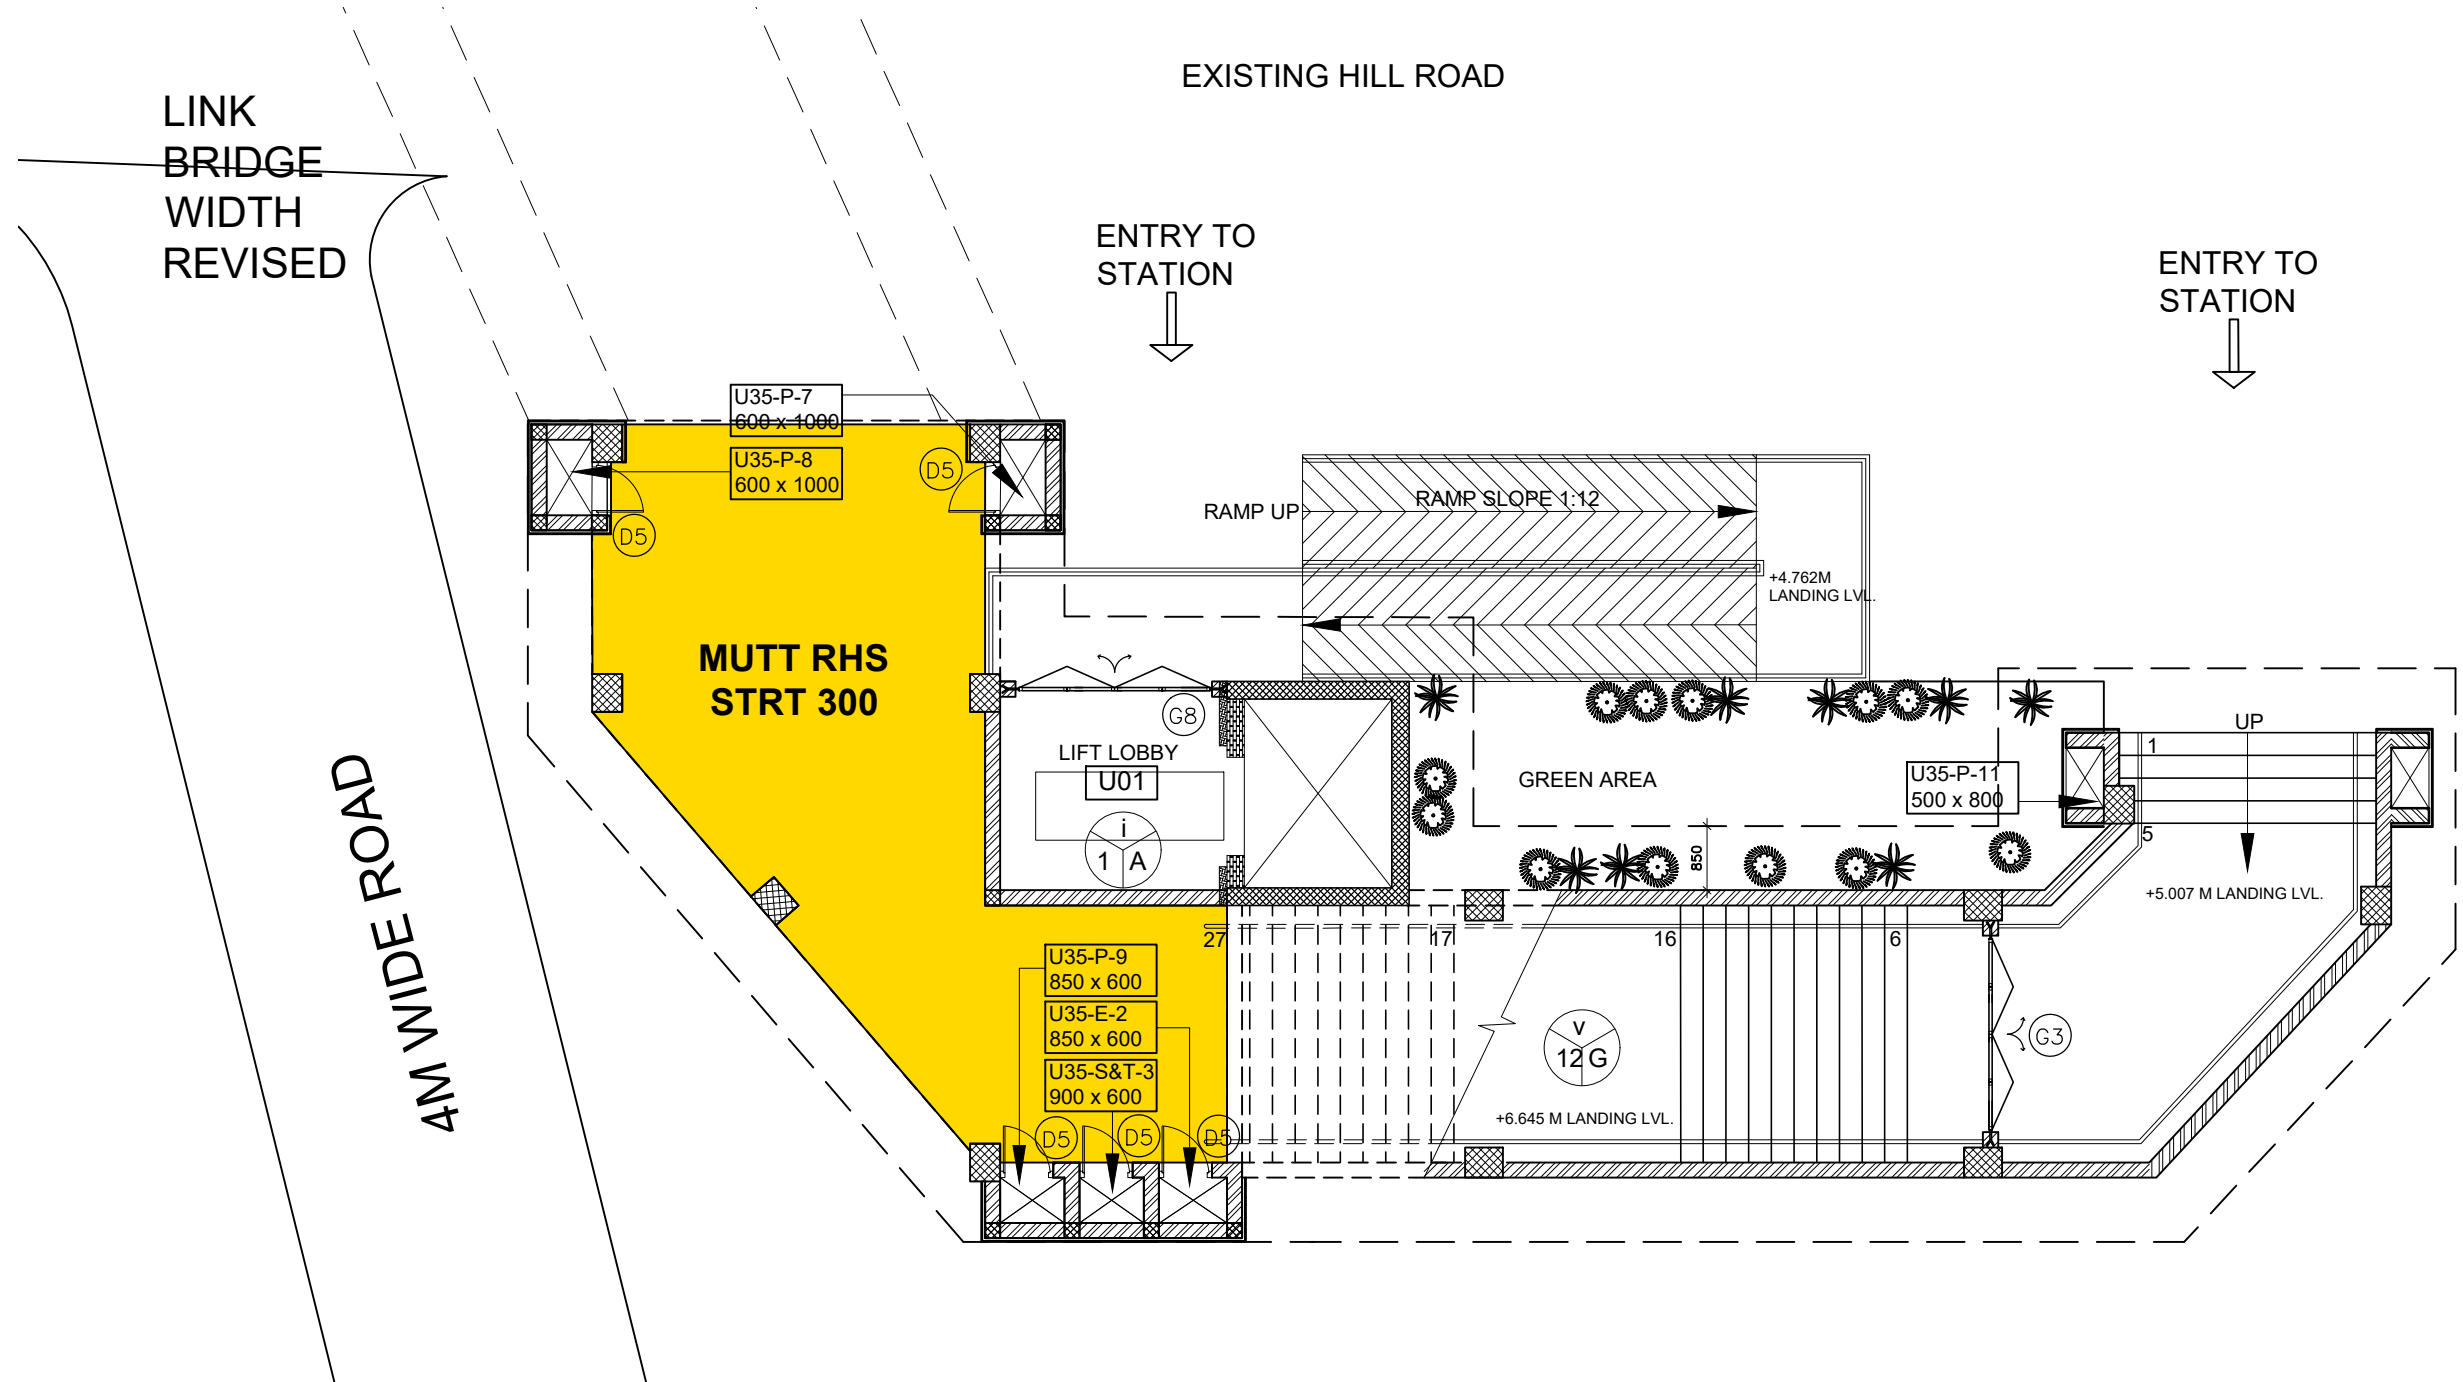 EXISTING HILL ROAD
LINK
BRIDGE
WIDTH
REVISED
ENTRY TO
STATION
ENTRY TO
STATION
U35-P-7
600 x 1000
U35-P-8
600 x 1000
D5
D5
RAMP UP
RAMP SLOPE 1:12
+4.762M
LANDING LVL.
MUTT RHS
STRT 300
G8
LIFT LOBBY
U01
i
1 A
GREEN AREA
850
U35-P-11
500 x 800
UP
1
5
+5.007 M LANDING LVL.
4M WIDE ROAD
27
17
16
6
U35-P-9
850 x 600
U35-E-2
850 x 600
U35-S&T-3
900 x 600
D5
D5
D5
v
12 G
G3
+6.645 M LANDING LVL.